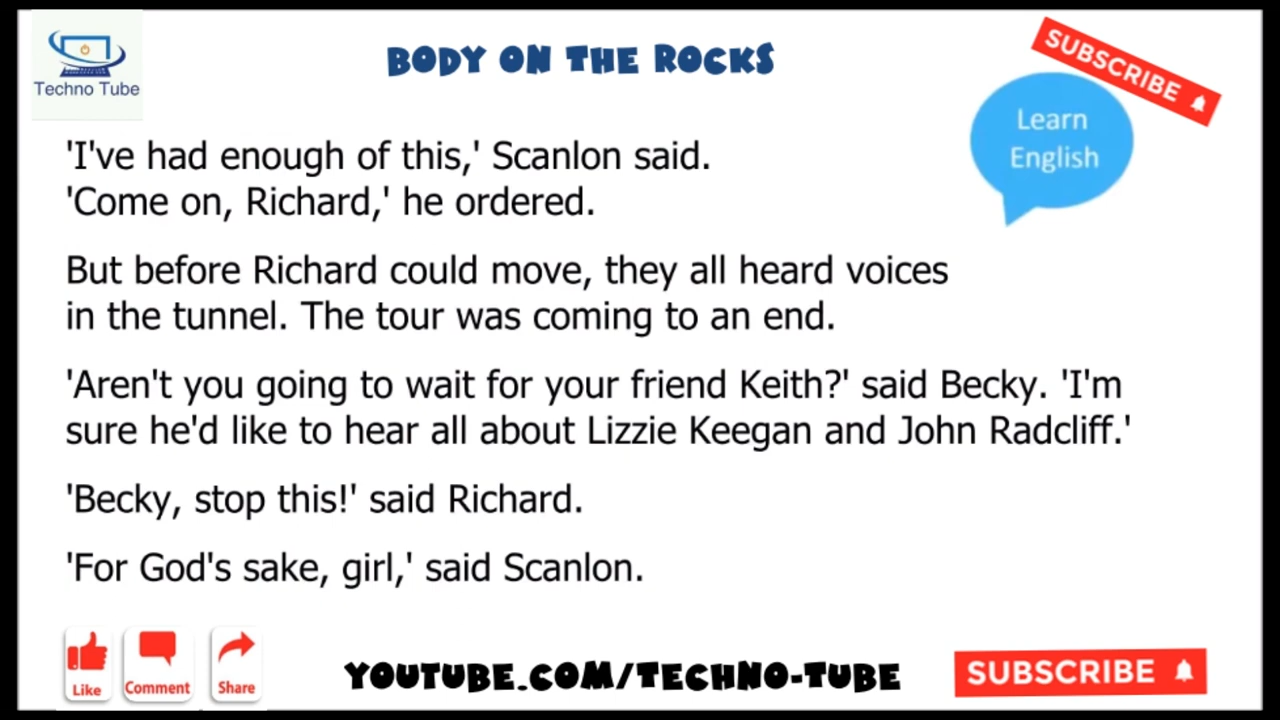 Techno Tube
BODY ON THE ROCKS
SUBSCRIBE
Learn
English
'I've had enough of this,' Scanlon said.
'Come on, Richard,' he ordered.
But before Richard could move, they all heard voices
in the tunnel. The tour was coming to an end.
'Aren't you going to wait for your friend Keith?' said Becky. 'I'm
sure he'd like to hear all about Lizzie Keegan and John Radcliff.'
'Becky, stop this!' said Richard.
'For God's sake, girl,' said Scanlon.
Like
Comment
Share
YOUTUBE.COM/TECHNO-TUBE
SUBSCRIBE